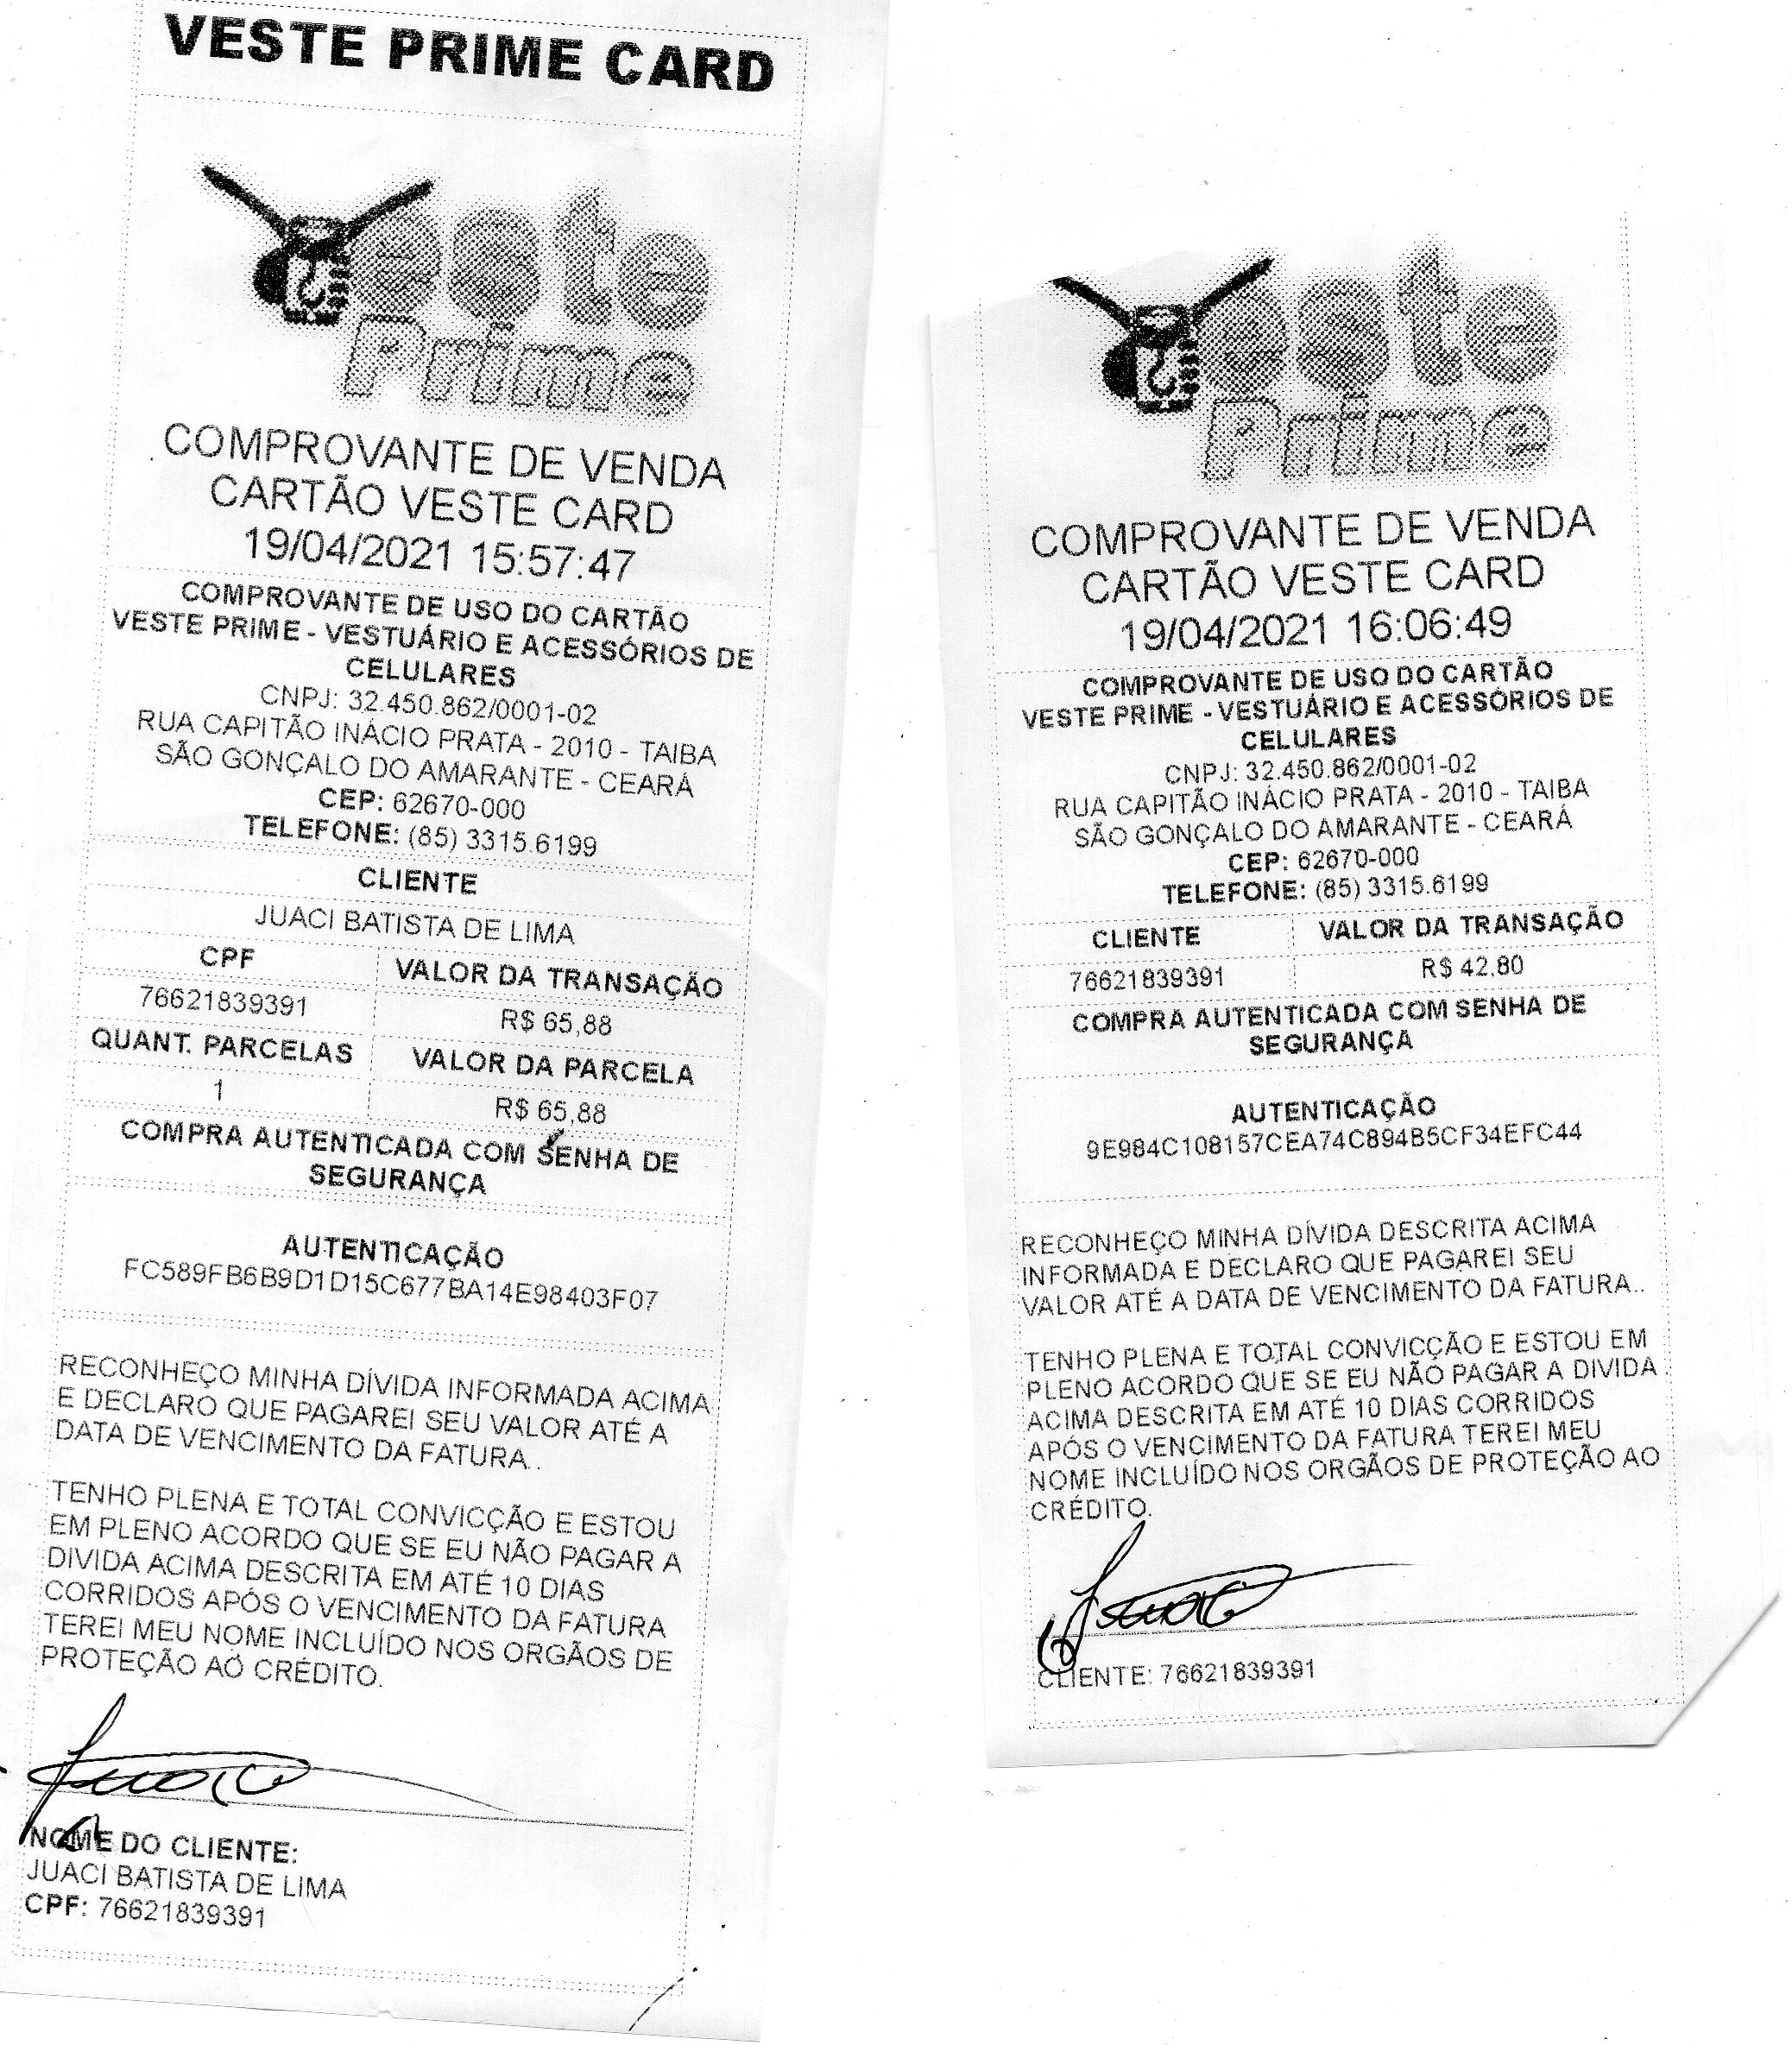 VESTE PRIME CARD
este
Prime
COMPROVANTE DE VENDA
CARTÃO VESTE CARD
19/04/2021 15:57:47
COMPROVANTE DE USO DO CARTÃO
VESTE PRIME - VESTUÁRIO E ACESSÓRIOS DE
CELULARES
CNPJ: 32.450.862/0001-02
RUA CAPITÃO INÁCIO PRATA - 2010 - TAIBA
SÃO GONÇALO DO AMARANTE - CEARÁ
CEP: 62670-000
TELEFONE: (85) 3315.6199
CLIENTE
JUACI BATISTA DE LIMA
CPF VALOR DA TRANSAÇÃO
76621839391 R$ 65,88
QUANT. PARCELAS VALOR DA PARCELA
1 R$ 65,88
COMPRA AUTENTICADA COM SENHA DE
SEGURANÇA
AUTENTICAÇÃO
FC589FB6B9D1D15C677BA14E98403F07
RECONHEÇO MINHA DÍVIDA INFORMADA ACIMA
E DECLARO QUE PAGAREI SEU VALOR ATÉ A
DATA DE VENCIMENTO DA FATURA..
TENHO PLENA E TOTAL CONVICÇÃO E ESTOU
EM PLENO ACORDO QUE SE EU NÃO PAGAR A
DIVIDA ACIMA DESCRITA EM ATÉ 10 DIAS
CORRIDOS APÓS O VENCIMENTO DA FATURA
TEREI MEU NOME INCLUÍDO NOS ORGÃOS DE
PROTEÇÃO AO CRÉDITO.
NOME DO CLIENTE:
JUACI BATISTA DE LIMA
CPF: 76621839391
este
Prime
COMPROVANTE DE VENDA
CARTÃO VESTE CARD
19/04/2021 16:06:49
COMPROVANTE DE USO DO CARTÃO
VESTE PRIME - VESTUÁRIO E ACESSÓRIOS DE
CELULARES
CNPJ: 32.450.862/0001-02
RUA CAPITÃO INÁCIO PRATA - 2010 - TAIBA
SÃO GONÇALO DO AMARANTE - CEARÁ
CEP: 62670-000
TELEFONE: (85) 3315.6199
CLIENTE VALOR DA TRANSAÇÃO
76621839391 R$ 42,80
COMPRA AUTENTICADA COM SENHA DE
SEGURANÇA
AUTENTICAÇÃO
9E984C108157CEA74C894B5CF34EFC44
RECONHEÇO MINHA DÍVIDA DESCRITA ACIMA
INFORMADA E DECLARO QUE PAGAREI SEU
VALOR ATÉ A DATA DE VENCIMENTO DA FATURA..
TENHO PLENA E TOTAL CONVICÇÃO E ESTOU EM
PLENO ACORDO QUE SE EU NÃO PAGAR A DIVIDA
ACIMA DESCRITA EM ATÉ 10 DIAS CORRIDOS
APÓS O VENCIMENTO DA FATURA TEREI MEU
NOME INCLUÍDO NOS ORGÃOS DE PROTEÇÃO AO
CRÉDITO.
CLIENTE: 76621839391